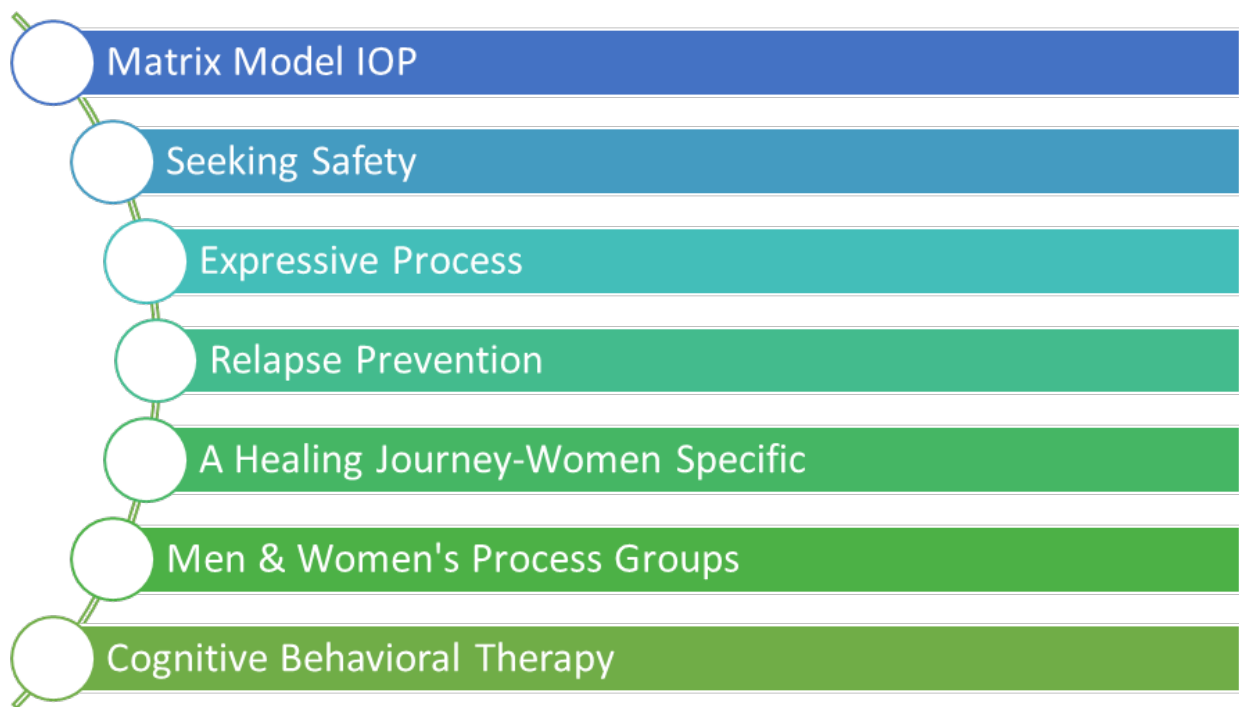 Matrix Model IOP
Seeking Safety
Expressive Process
Relapse Prevention
A Healing Journey-Women Specific
Men & Women's Process Groups
Cognitive Behavioral Therapy